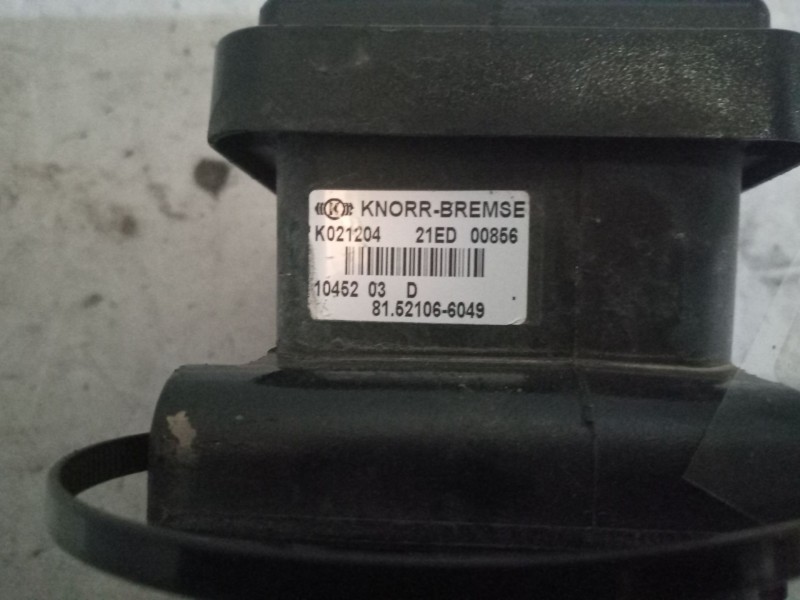 K KNORR-BREMSE
K021204 21ED 00856
10452 03 D
81.52106-6049